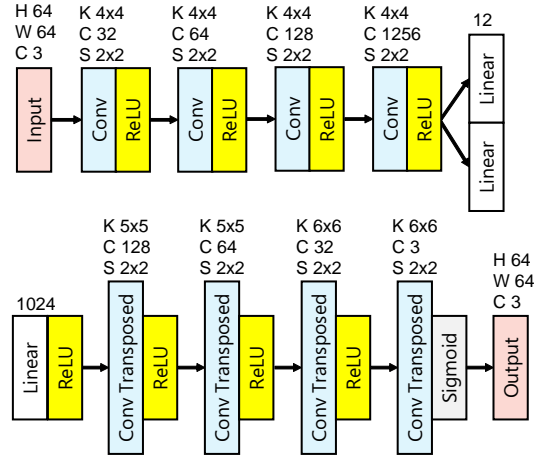 H 64
W 64
C 3
Input
K 4x4
C 32
S 2x2
Conv
ReLU
K 4x4
C 64
S 2x2
Conv
ReLU
K 4x4
C 128
S 2x2
Conv
ReLU
K 4x4
C 1256
S 2x2
Conv
ReLU
12
Linear
Linear
1024
Linear
ReLU
K 5x5
C 128
S 2x2
Conv Transposed
ReLU
K 5x5
C 64
S 2x2
Conv Transposed
ReLU
K 6x6
C 32
S 2x2
Conv Transposed
ReLU
K 6x6
C 3
S 2x2
Conv Transposed
Sigmoid
H 64
W 64
C 3
Output